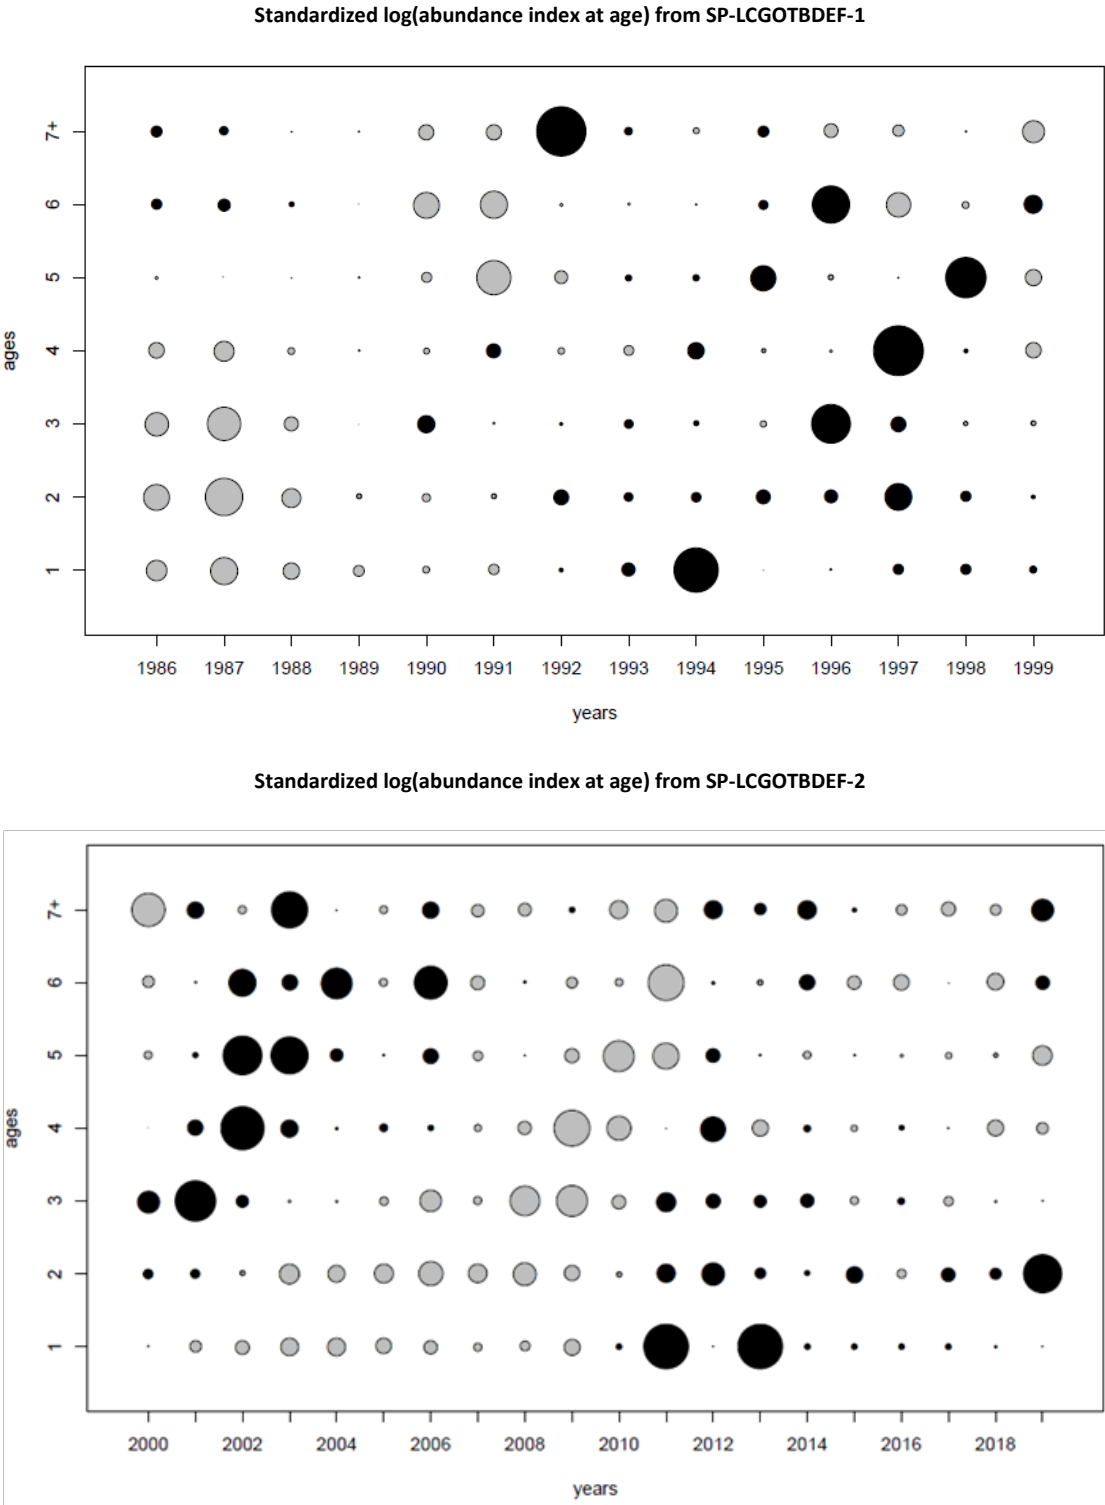 Standardized log(abundance index at age) from SP-LCGOTBDEF-1
7+
6
5
4
3
2
1
ages
1986 1987 1988 1989 1990 1991 1992 1993 1994 1995 1996 1997 1998 1999
years
Standardized log(abundance index at age) from SP-LCGOTBDEF-2
7+
6
5
4
3
2
1
ages
2000 2002 2004 2006 2008 2010 2012 2014 2016 2018
years